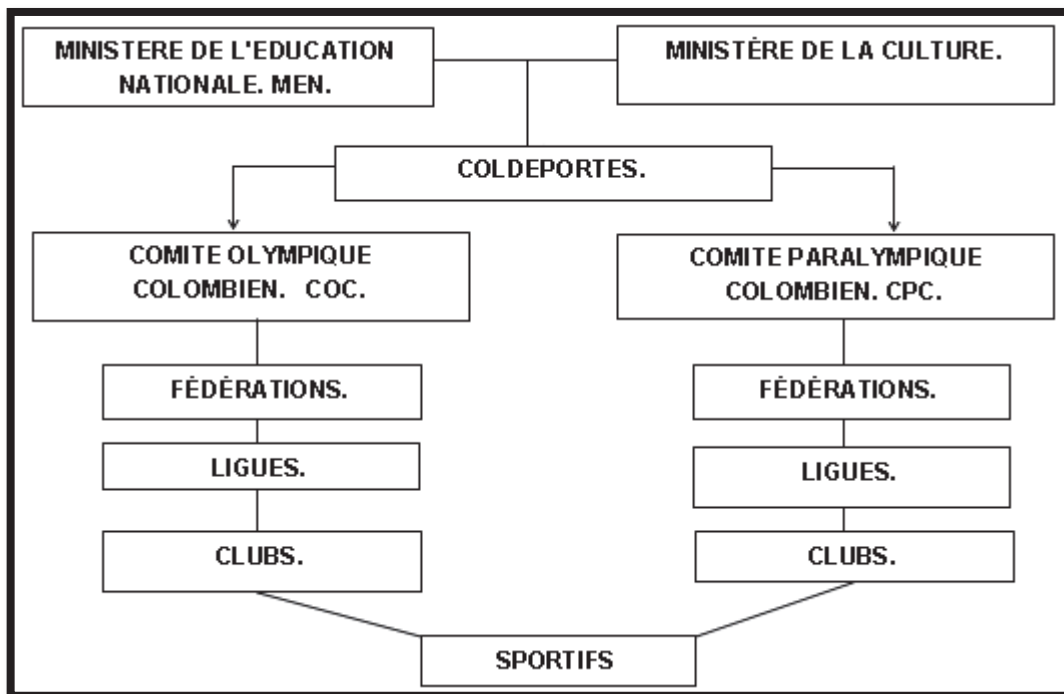 MINISTERE DE L'EDUCATION
NATIONALE. MEN.
MINISTÈRE DE LA CULTURE.
COLDEPORTES.
COMITE OLYMPIQUE
COLOMBIEN. COC.
COMITE PARALYMPIQUE
COLOMBIEN. CPC.
FÉDÉRATIONS.
FÉDÉRATIONS.
LIGUES.
LIGUES.
CLUBS.
CLUBS.
SPORTIFS